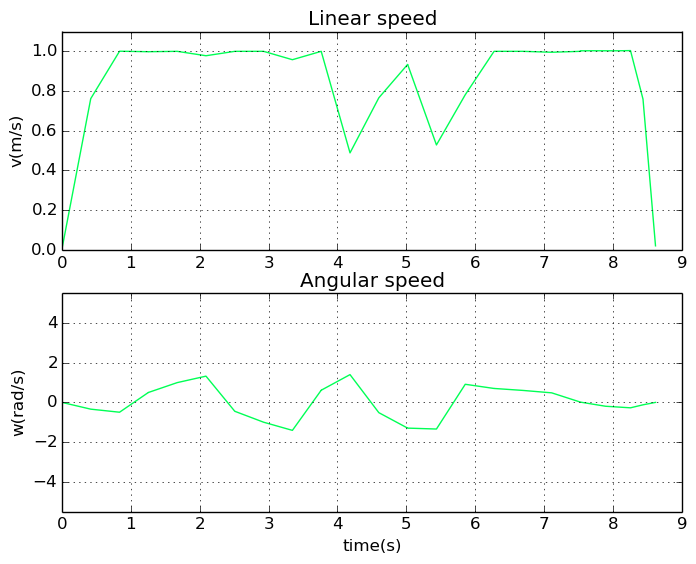 Linear speed
1.0
0.8
0.6
0.4
0.2
0.0
v(m/s)
0 1 2 3 4 5 6 7 8 9
Angular speed
4
2
0
−2
−4
w(rad/s)
0 1 2 3 4 5 6 7 8 9
time(s)